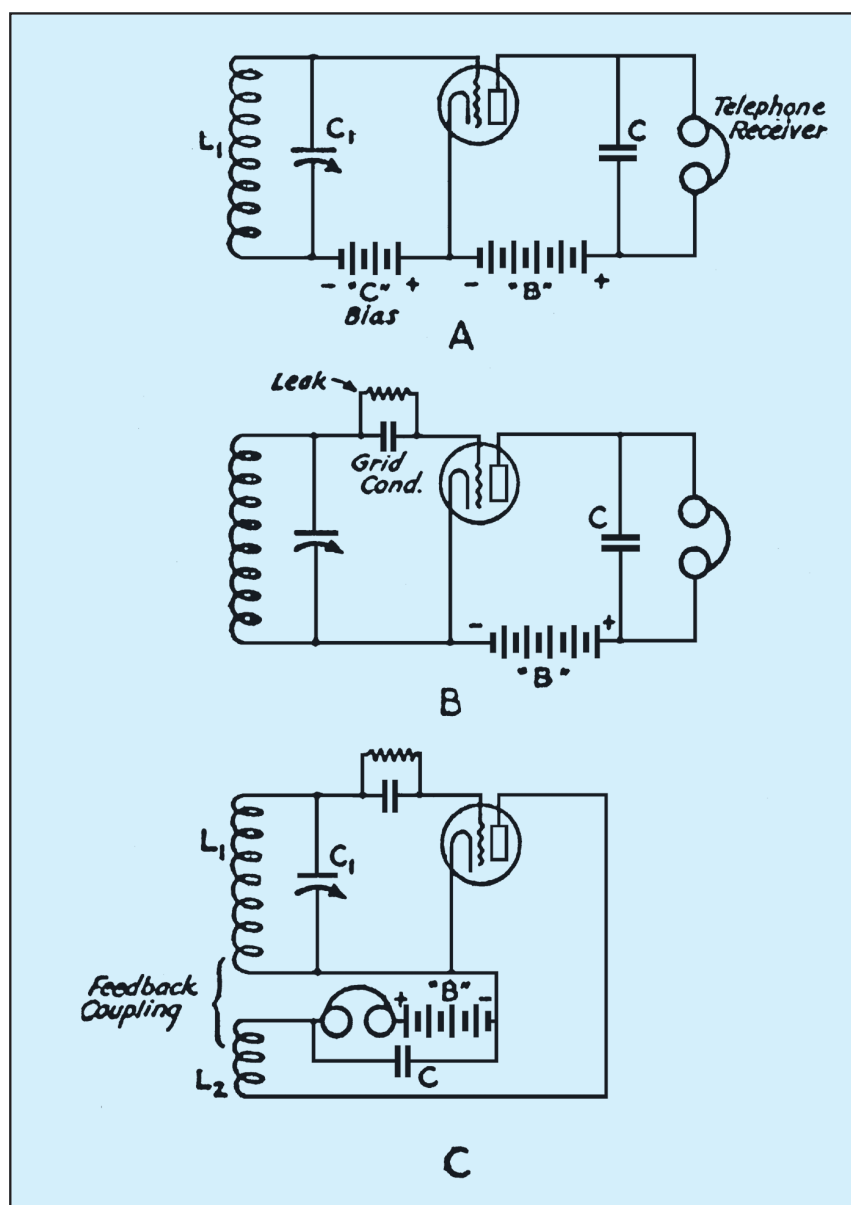 L₁
C₁
C
Telephone
Receiver
- "C" +
Bias
- "B" +
A
Leak
Grid
Cond.
C
- +
"B"
B
L₁
C₁
Feedback
Coupling
+ "B" -
C
L₂
C